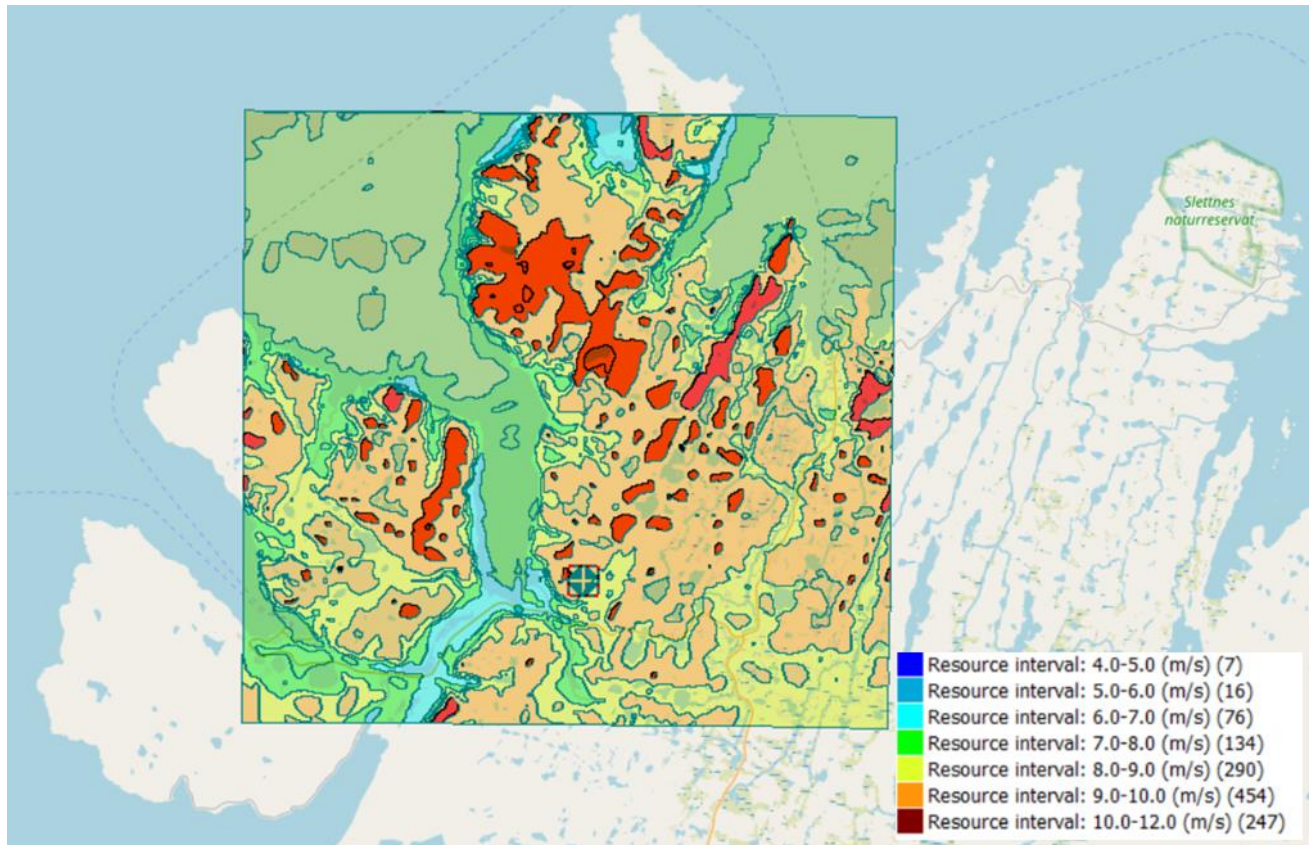 Slettnes
naturreservat
Resource interval: 4.0-5.0 (m/s) (7)
Resource interval: 5.0-6.0 (m/s) (16)
Resource interval: 6.0-7.0 (m/s) (76)
Resource interval: 7.0-8.0 (m/s) (134)
Resource interval: 8.0-9.0 (m/s) (290)
Resource interval: 9.0-10.0 (m/s) (454)
Resource interval: 10.0-12.0 (m/s) (247)